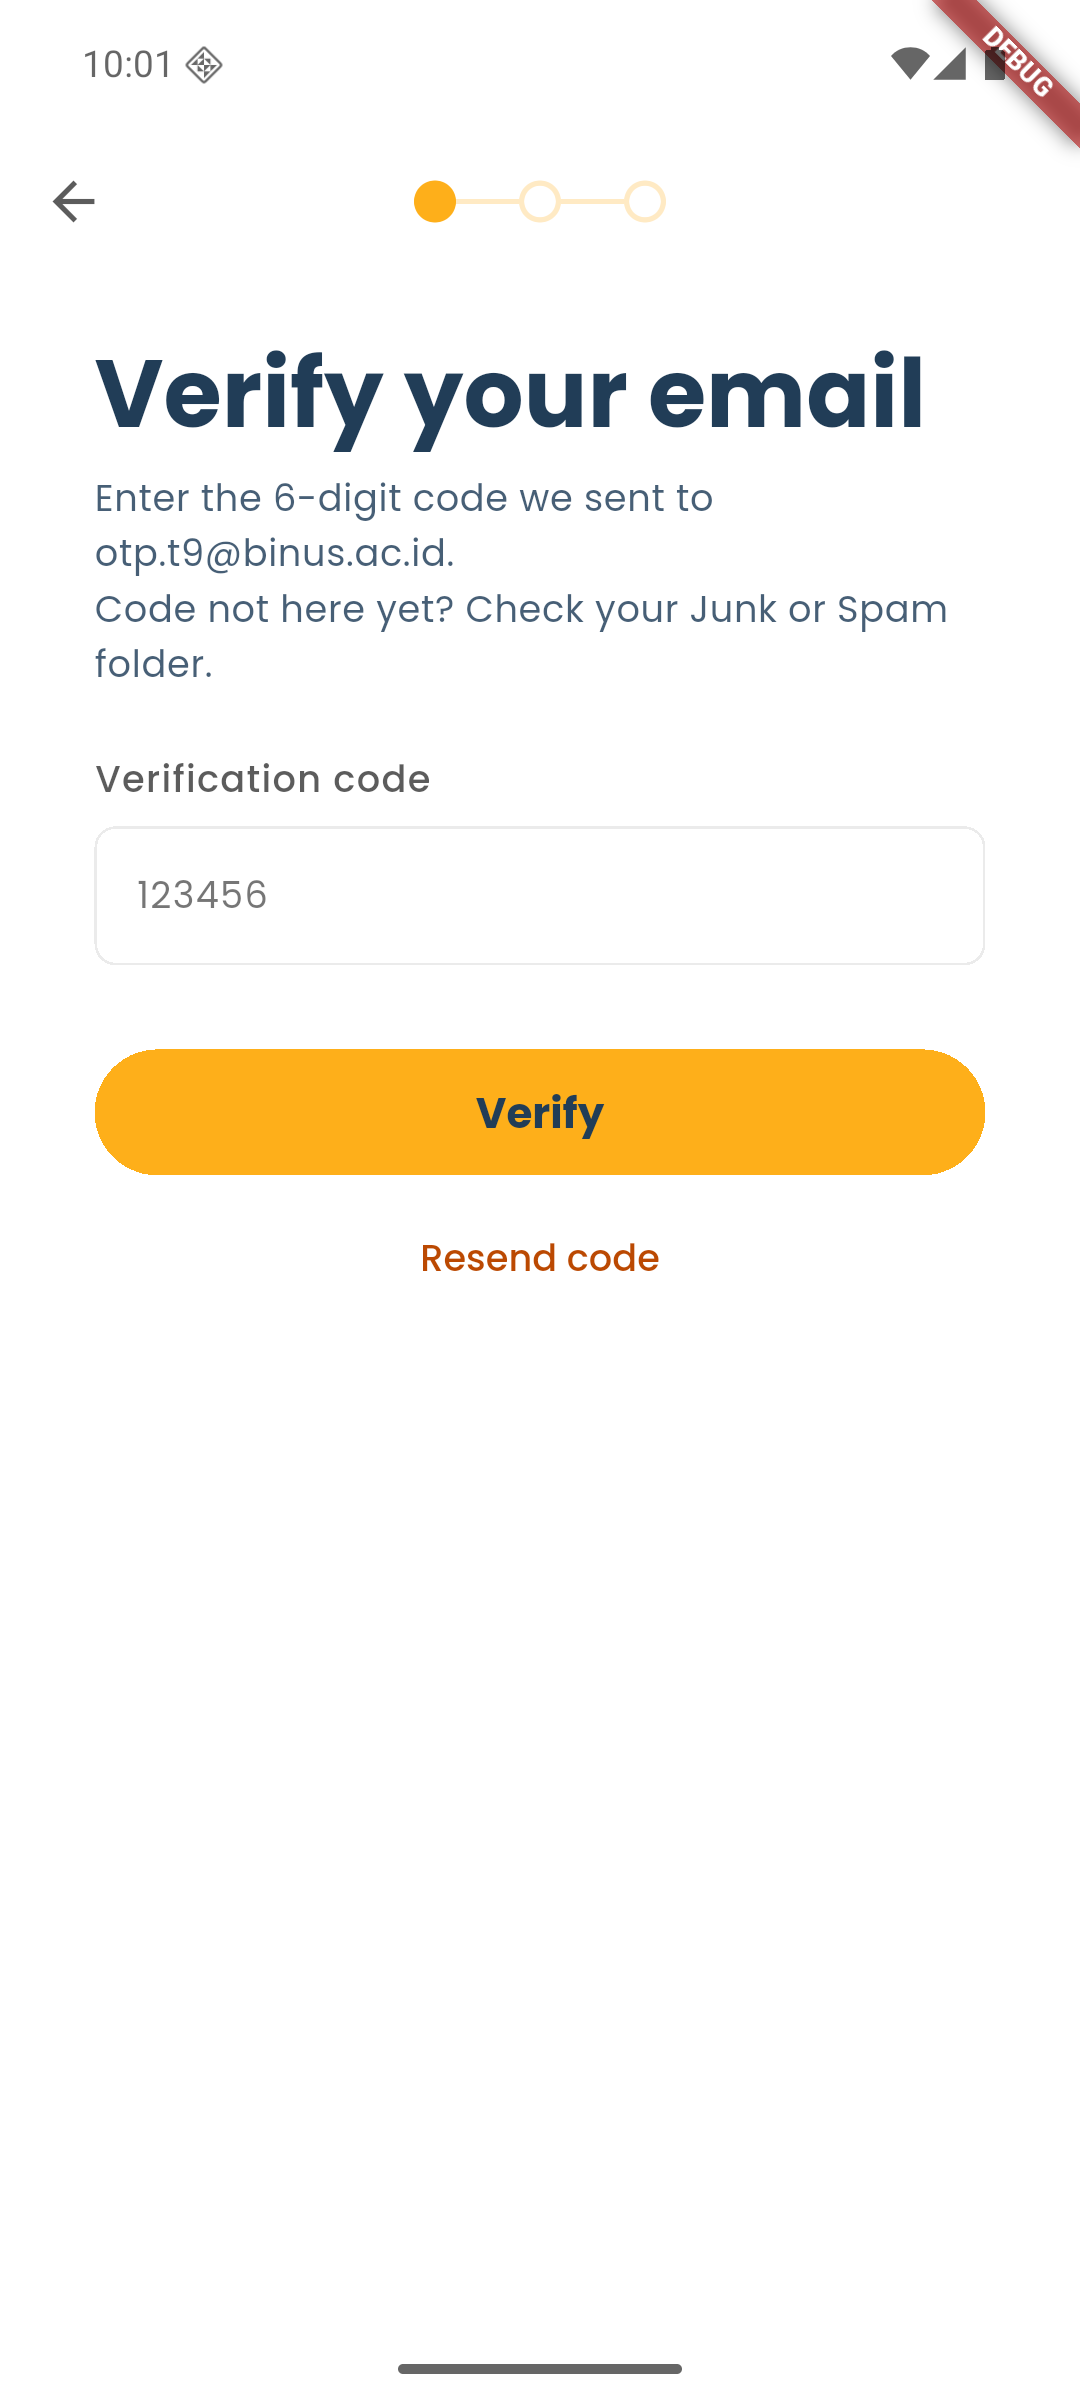 10:01
DEBUG
Verify your email
Enter the 6-digit code we sent to
otp.t9@binus.ac.id.
Code not here yet? Check your Junk or Spam
folder.
Verification code
123456
Verify
Resend code